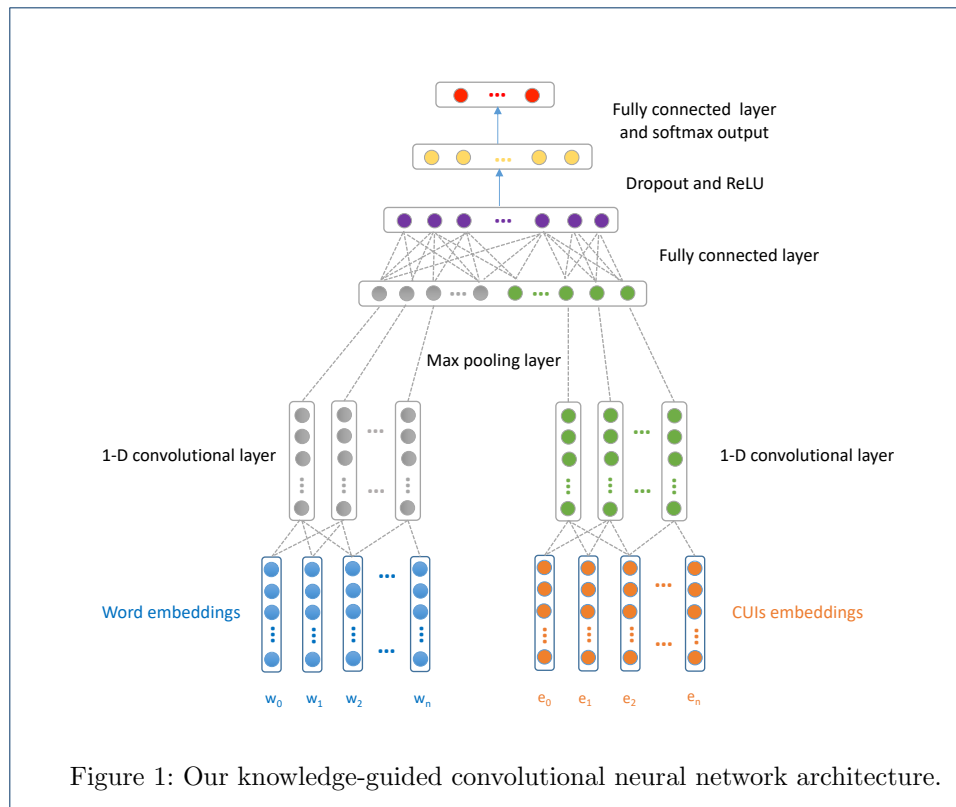 Fully connected layer
and softmax output
Dropout and ReLU
Fully connected layer
Max pooling layer
1-D convolutional layer
1-D convolutional layer
Word embeddings
CUIs embeddings
w0 w1 w2 wn e0 e1 e2 en
Figure 1: Our knowledge-guided convolutional neural network architecture.